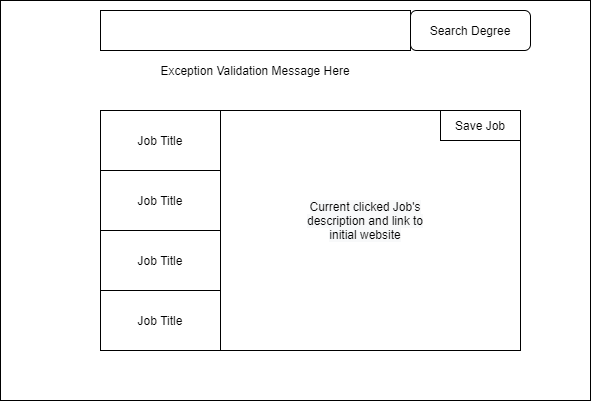 Search Degree
Exception Validation Message Here
Save Job
Job Title
Job Title
Job Title
Job Title
Current clicked Job's
description and link to
initial website